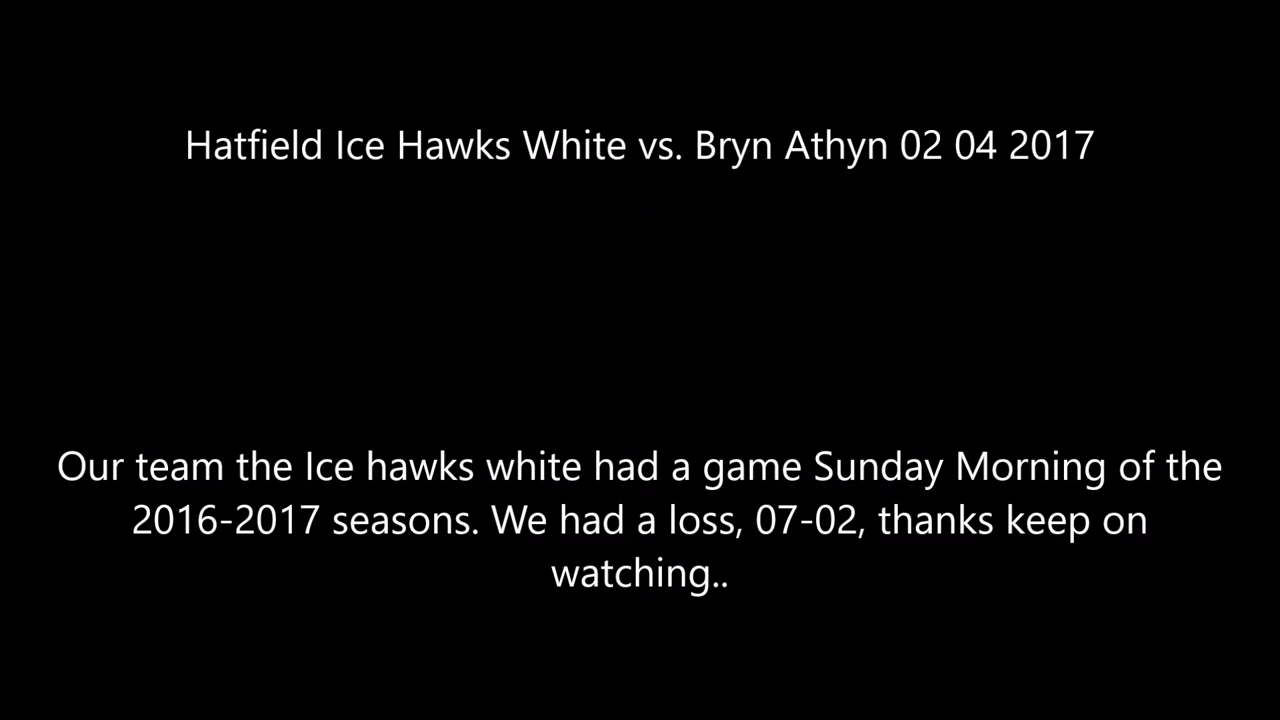 Hatfield Ice Hawks White vs. Bryn Athyn 02 04 2017
Our team the Ice hawks white had a game Sunday Morning of the
2016-2017 seasons. We had a loss, 07-02, thanks keep on
watching..